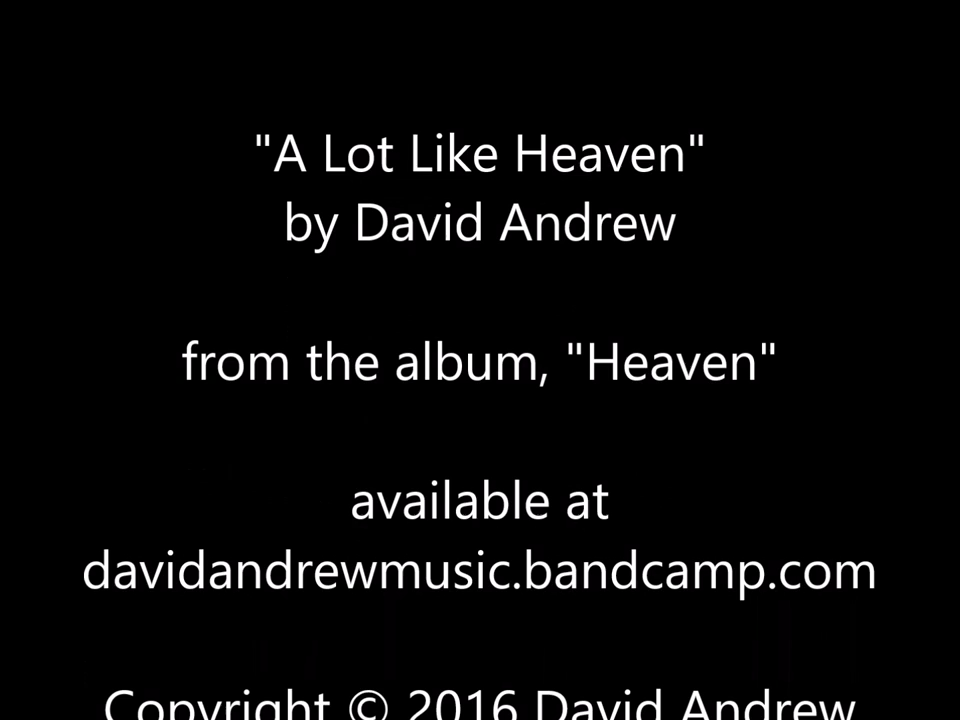 "A Lot Like Heaven"
by David Andrew
from the album, "Heaven"
available at
davidandrewmusic.bandcamp.com
Copyright © 2016 David Andrew